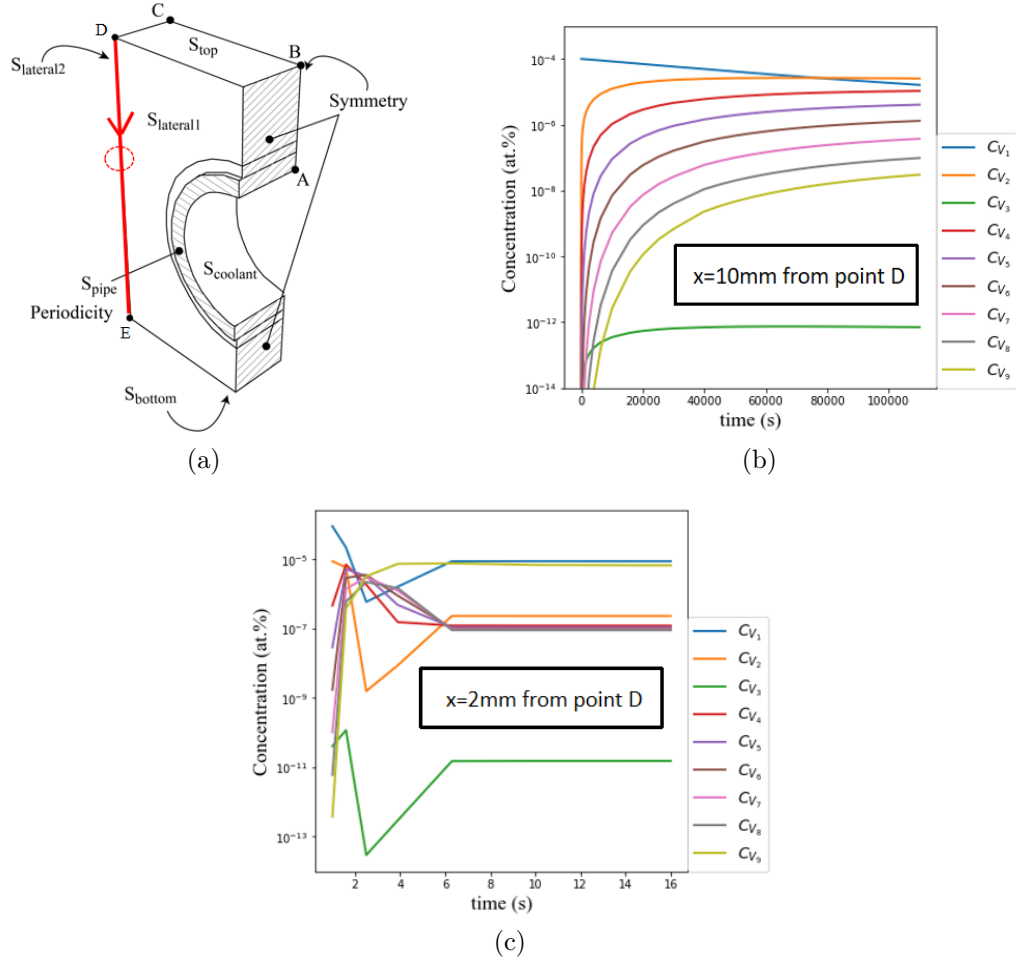 C
D
S_top
B
S_lateral2
Symmetry
S_lateral1
A
S_coolant
S_pipe
Periodicity
E
S_bottom
(a)
Concentration (at.%)
10⁻⁴
10⁻⁶
10⁻⁸
10⁻¹⁰
10⁻¹²
10⁻¹⁴
0 20000 40000 60000 80000 100000
time (s)
x=10mm from point D
C_V₁
C_V₂
C_V₃
C_V₄
C_V₅
C_V₆
C_V₇
C_V₈
C_V₉
(b)
Concentration (at.%)
10⁻⁵
10⁻⁷
10⁻⁹
10⁻¹¹
10⁻¹³
2 4 6 8 10 12 14 16
time (s)
x=2mm from point D
C_V₁
C_V₂
C_V₃
C_V₄
C_V₅
C_V₆
C_V₇
C_V₈
C_V₉
(c)